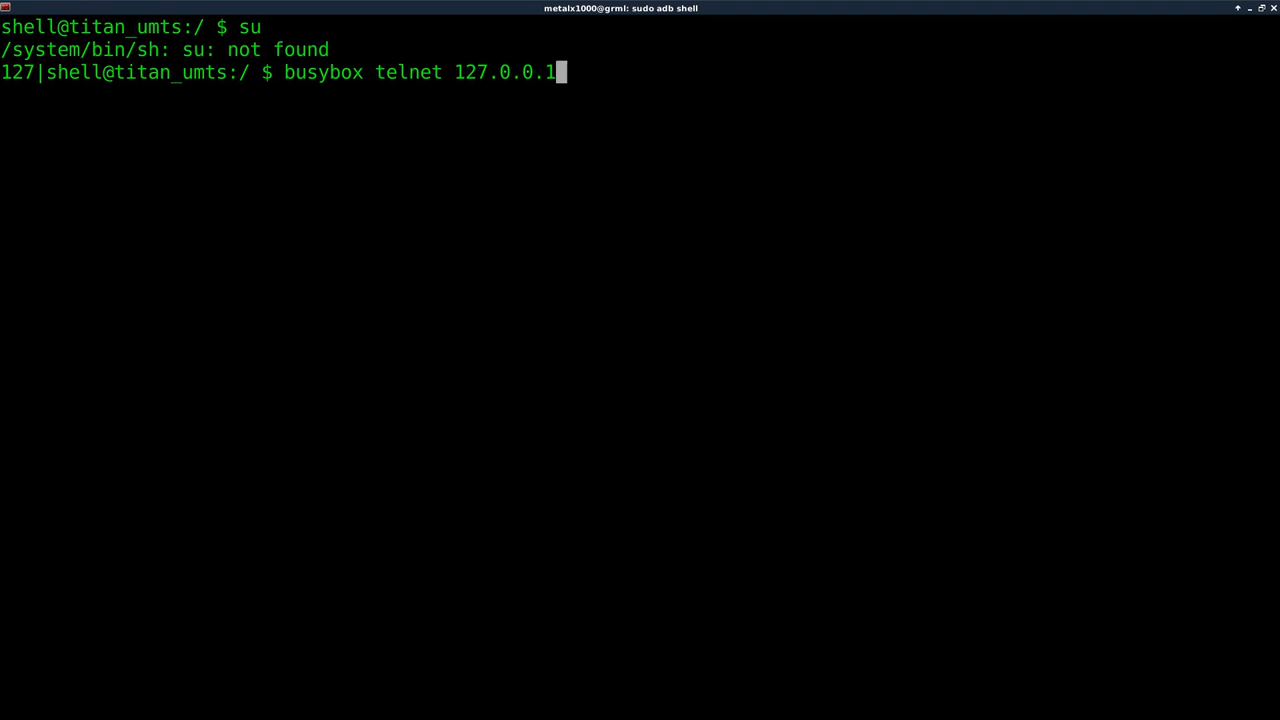 metalx1000@grml: sudo adb shell
shell@titan_umts:/ $ su
/system/bin/sh: su: not found
127|shell@titan_umts:/ $ busybox telnet 127.0.0.1